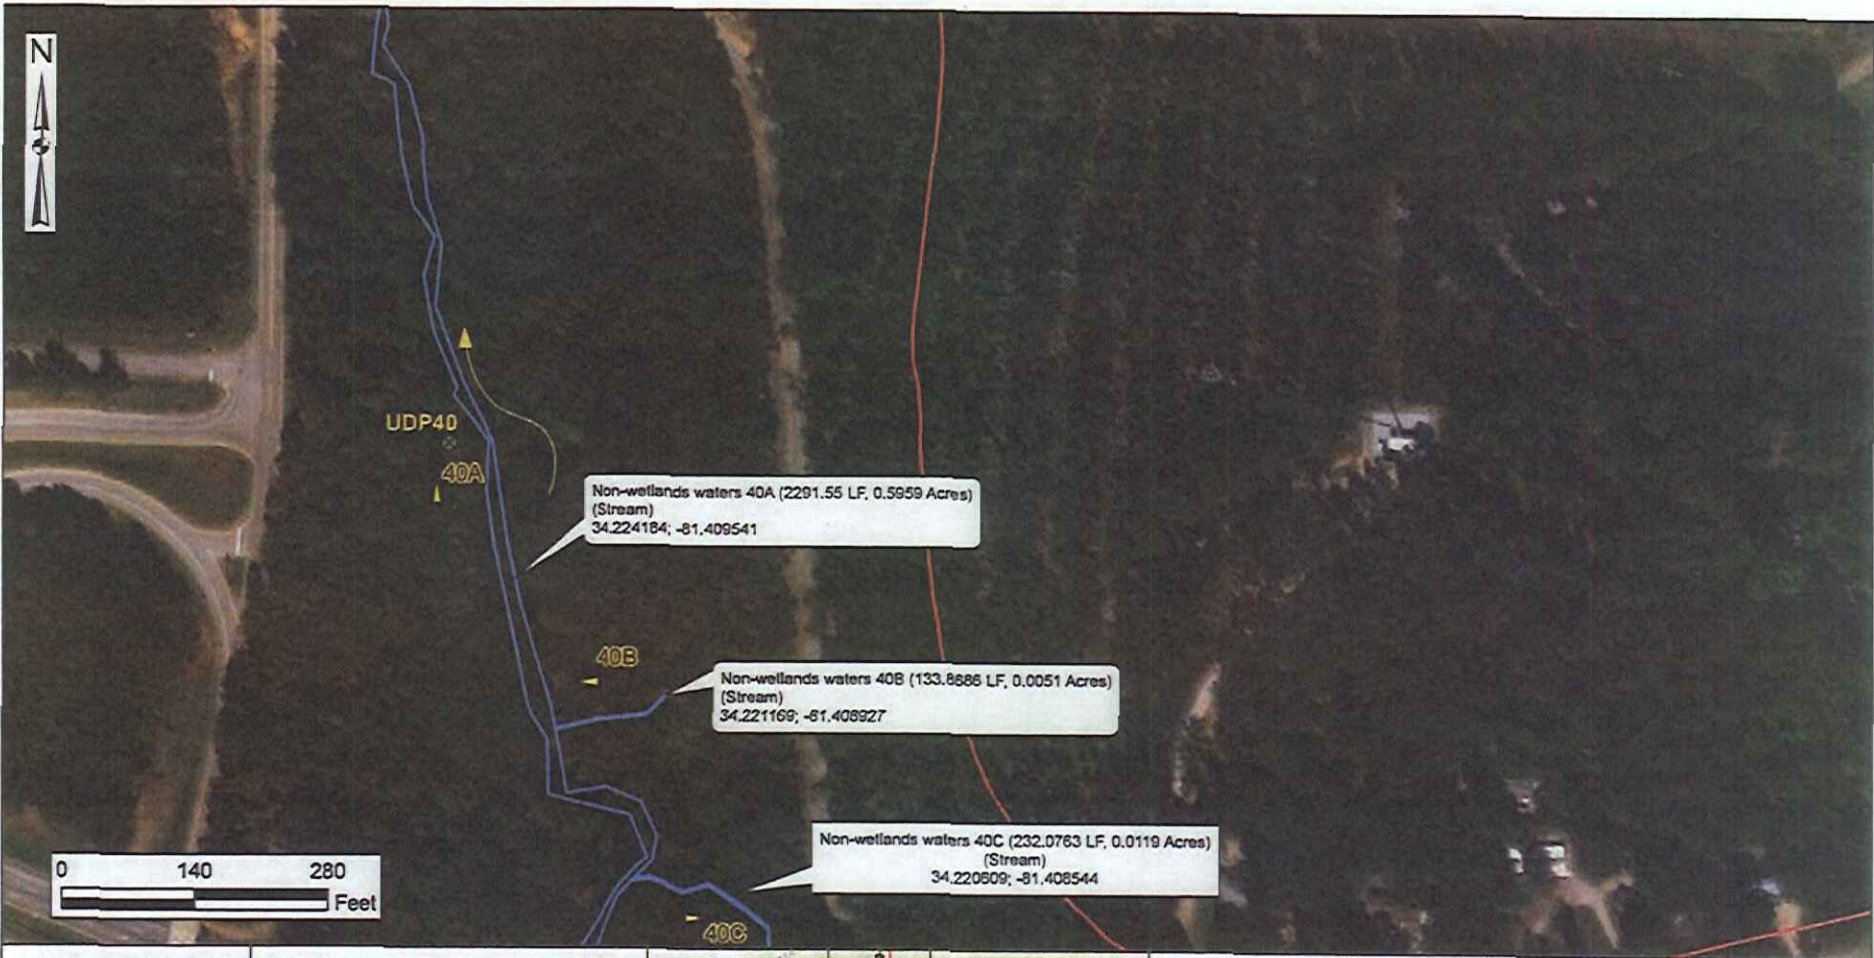 N
UDP40
40A
Non-wetlands waters 40A (2291.55 LF, 0.5959 Acres)
(Stream)
34.224184; -81.409541
40B
Non-wetlands waters 40B (133.8686 LF, 0.0051 Acres)
(Stream)
34.221169; -81.408927
Non-wetlands waters 40C (232.0763 LF, 0.0119 Acres)
(Stream)
34.220609; -81.408544
40C
0 140 280
Feet